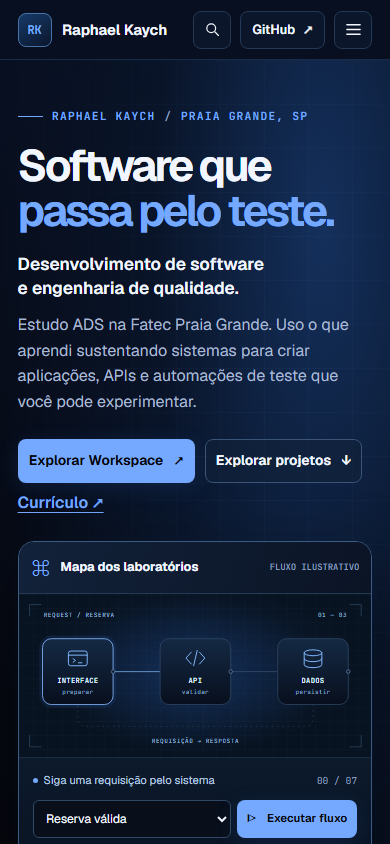 RK
Raphael Kaych
GitHub ↗
RAPHAEL KAYCH / PRAIA GRANDE, SP
Software que
passa pelo teste.
Desenvolvimento de software
e engenharia de qualidade.
Estudo ADS na Fatec Praia Grande. Uso o que
aprendi sustentando sistemas para criar
aplicações, APIs e automações de teste que
você pode experimentar.
Explorar Workspace ↗
Explorar projetos ↓
Currículo ↗
⌘ Mapa dos laboratórios
FLUXO ILUSTRATIVO
REQUEST / RESERVA
01 — 03
INTERFACE
preparar
API
validar
DADOS
persistir
REQUISIÇÃO → RESPOSTA
Siga uma requisição pelo sistema
00 / 07
Reserva válida
Executar fluxo